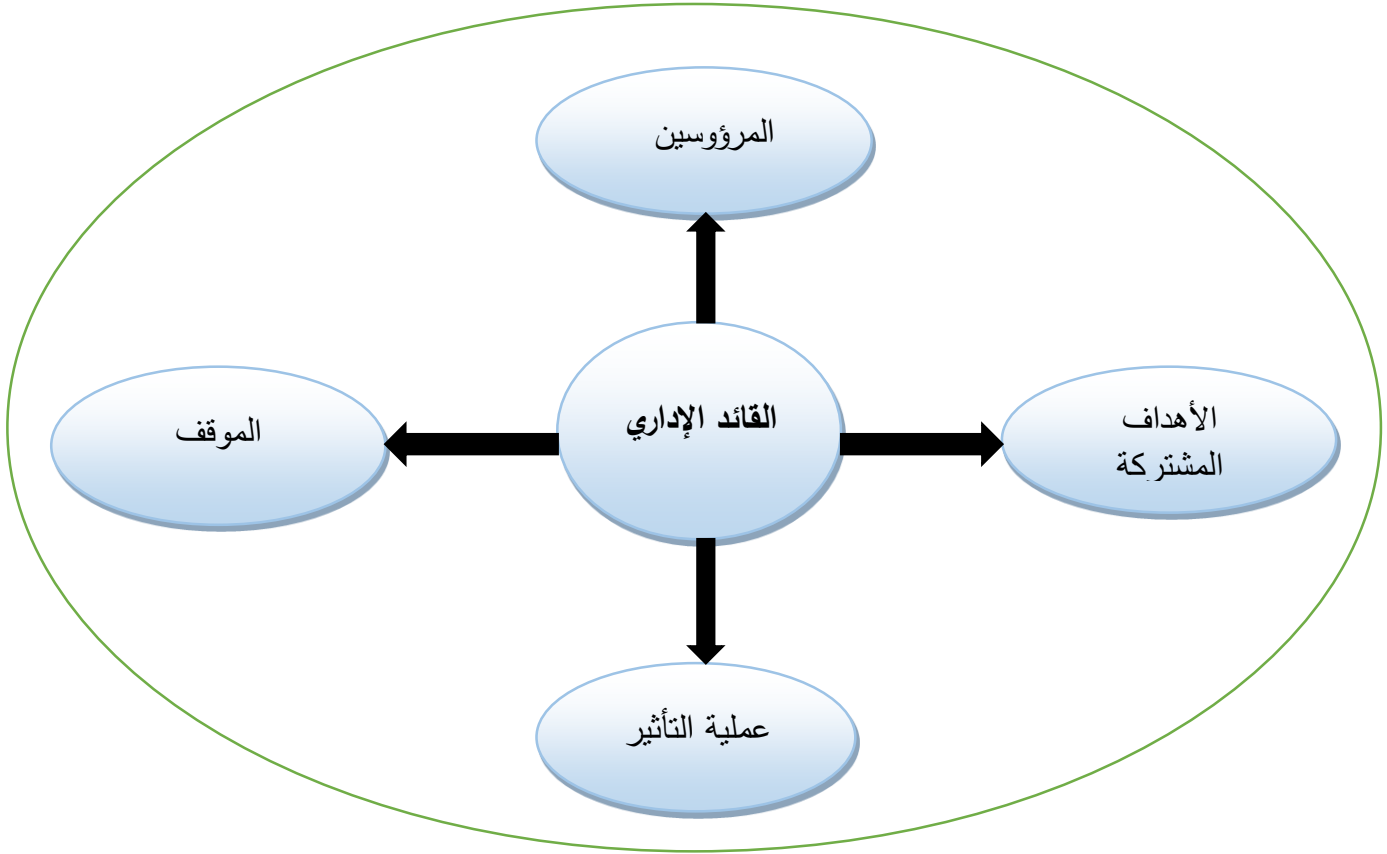 المرؤوسين
القائد الإداري
الأهداف
المشتركة
الموقف
عملية التأثير